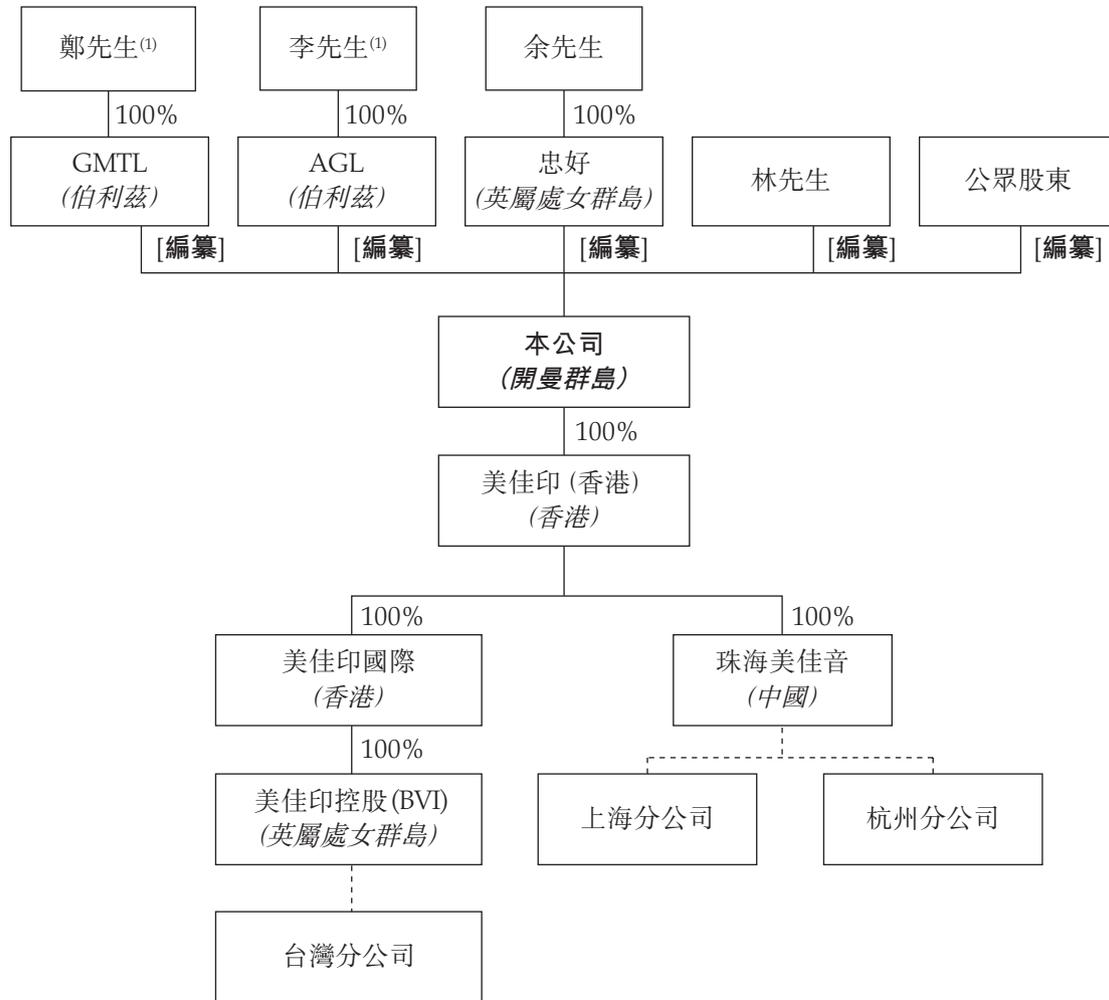 鄭先生(1)
李先生(1)
余先生
100%
100%
100%
GMTL
(伯利茲)
AGL
(伯利茲)
忠好
(英屬處女群島)
林先生
公眾股東
[編纂]
[編纂]
[編纂]
[編纂]
[編纂]
本公司
(開曼群島)
100%
美佳印(香港)
(香港)
100%
100%
美佳印國際
(香港)
珠海美佳音
(中國)
100%
美佳印控股(BVI)
(英屬處女群島)
上海分公司
杭州分公司
台灣分公司